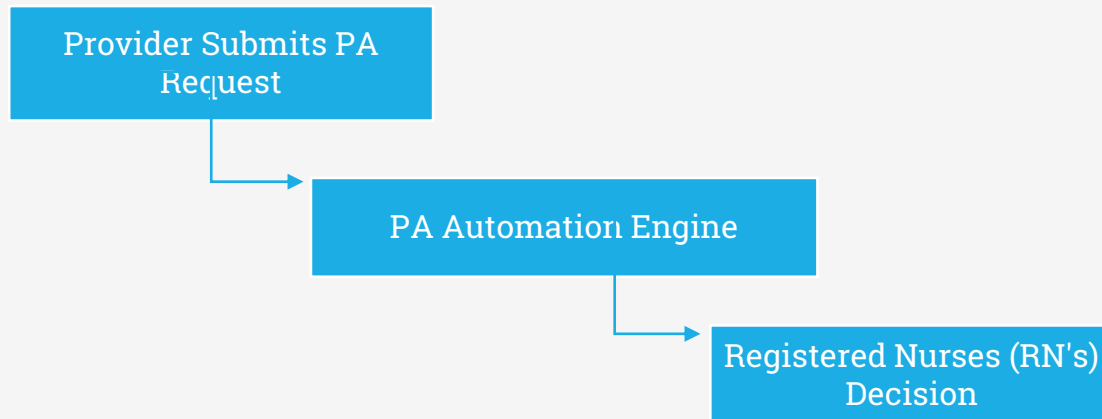 Provider Submits PA
Request
PA Automation Engine
Registered Nurses (RN's)
Decision